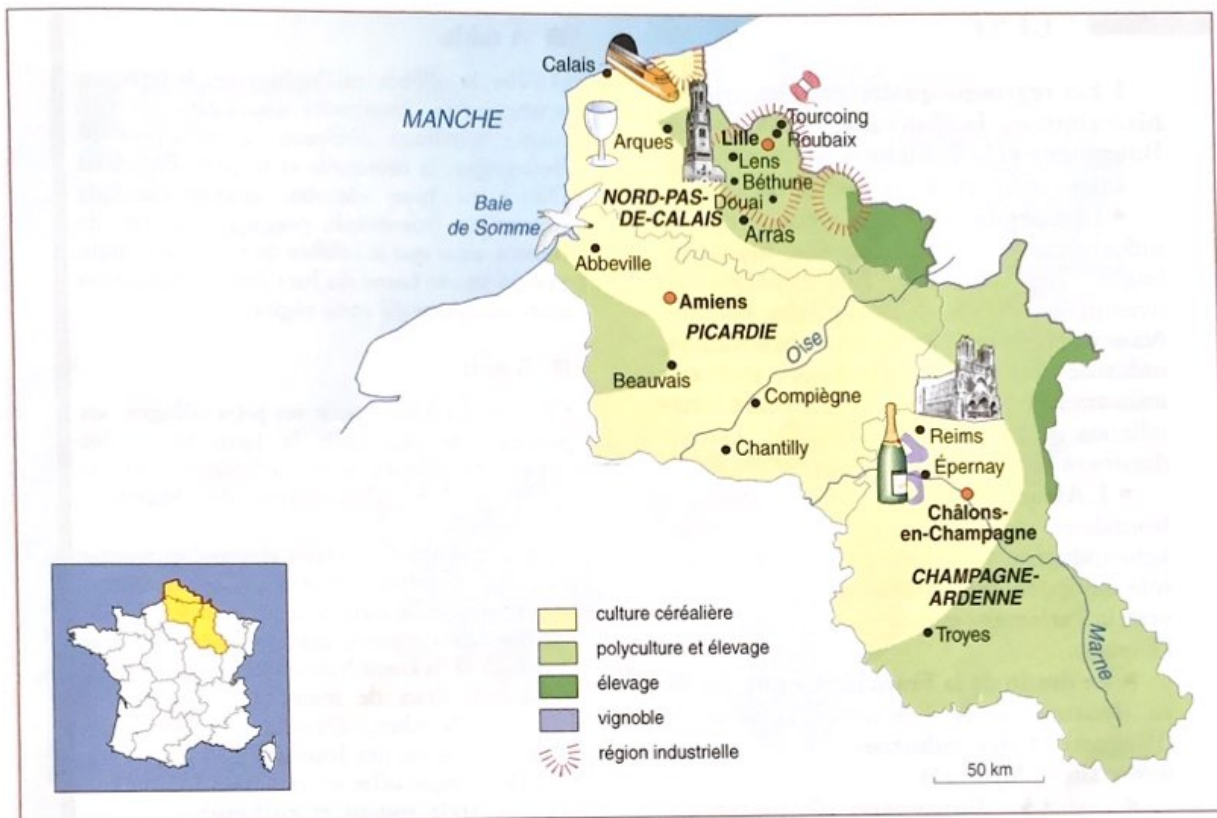 Calais
MANCHE
Tourcoing
Roubaix
Arques
Lille
Lens
Béthune
Douai
Arras
NORD-PAS-
DE-CALAIS
Baie
de Somme
Abbeville
Amiens
PICARDIE
Oise
Beauvais
Compiègne
Chantilly
Reims
Épernay
Châlons-
en-Champagne
CHAMPAGNE-
ARDENNE
Troyes
Marne
culture céréalière
polyculture et élevage
élevage
vignoble
région industrielle
50 km